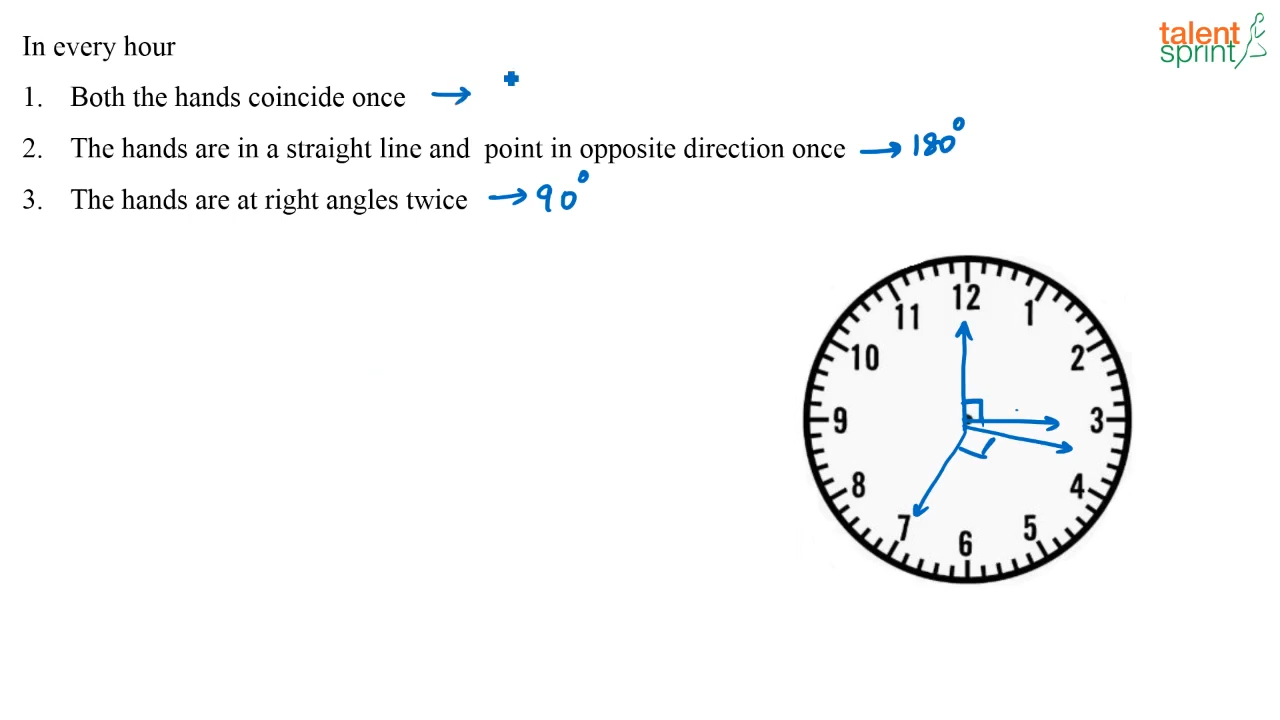 talent
sprint
In every hour
1. Both the hands coincide once →
2. The hands are in a straight line and point in opposite direction once → 180°
3. The hands are at right angles twice → 90°
12
11
1
10
2
9
3
8
4
7
5
6